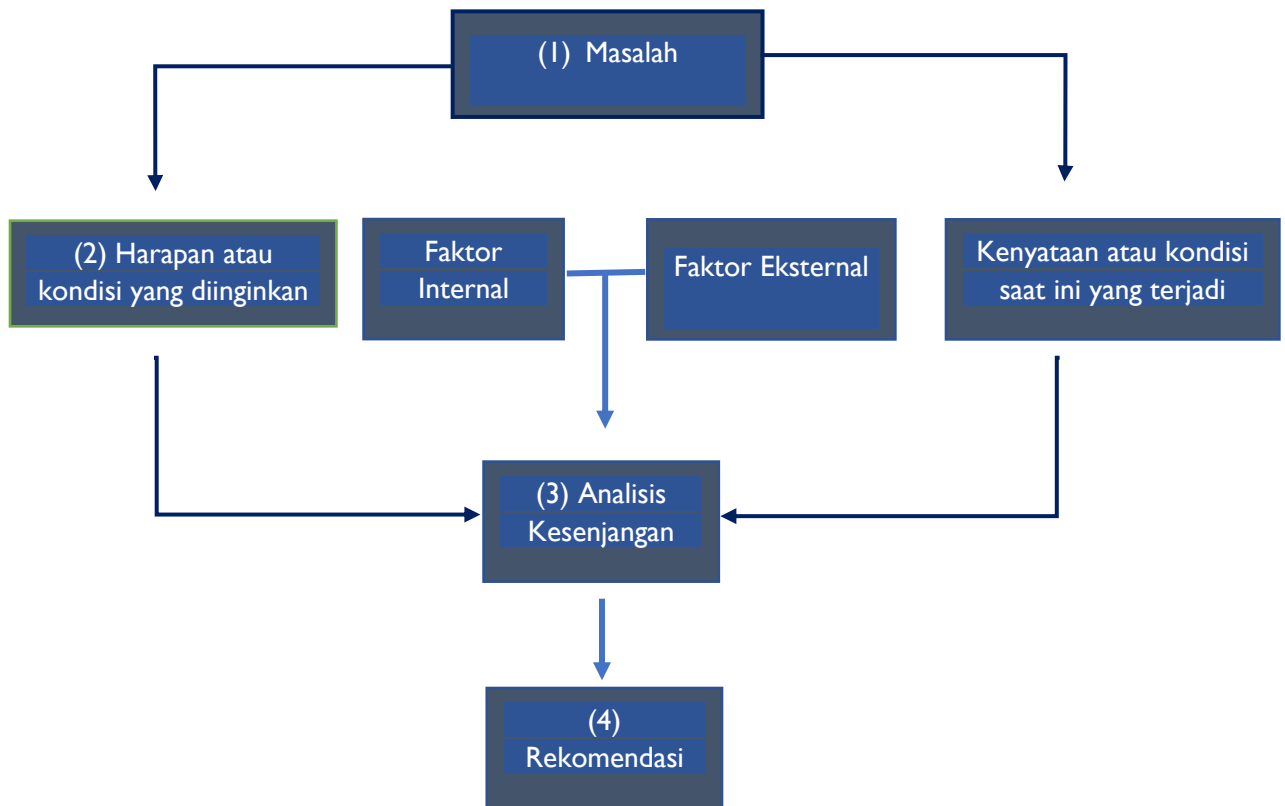 (1) Masalah
(2) Harapan atau
kondisi yang diinginkan
Faktor
Internal
Faktor Eksternal
Kenyataan atau kondisi
saat ini yang terjadi
(3) Analisis
Kesenjangan
(4)
Rekomendasi